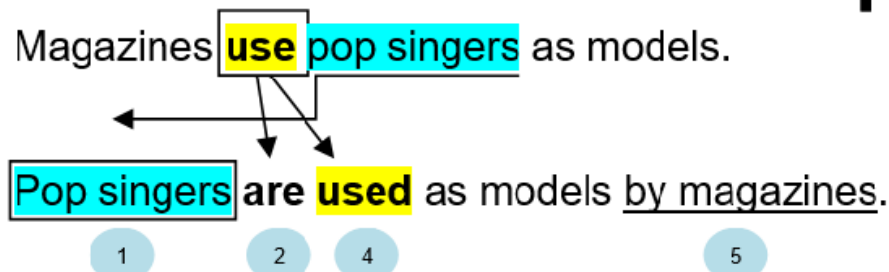 Magazines use pop singers as models.
Pop singers are used as models by magazines.
1 2 4 5